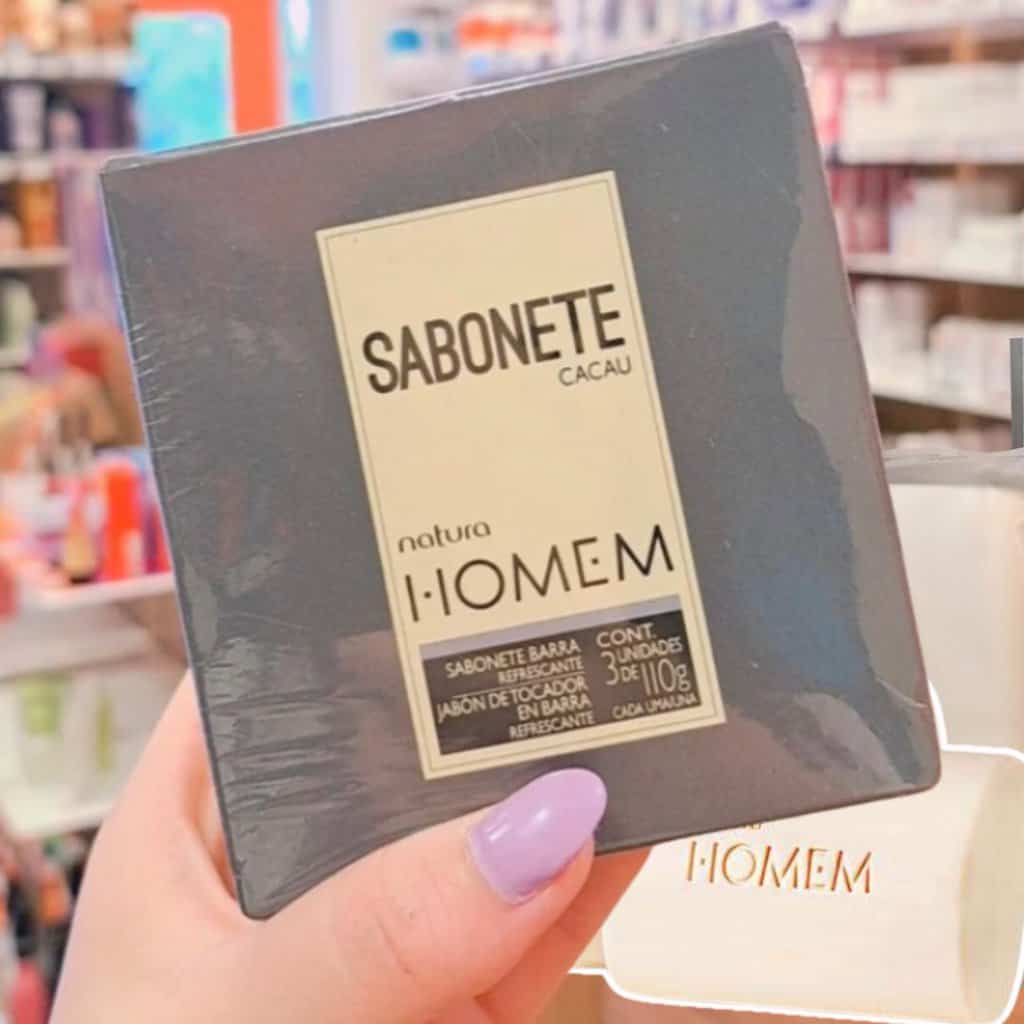 SABONETE
CACAU
natura
HOMEM
SABONETE BARRA
REFRESCANTE
JABÓN DE TOCADOR
EN BARRA
REFRESCANTE
CONT.
3 UNIDADES
DE 110g
CADA UMA/UNA
HOMEM